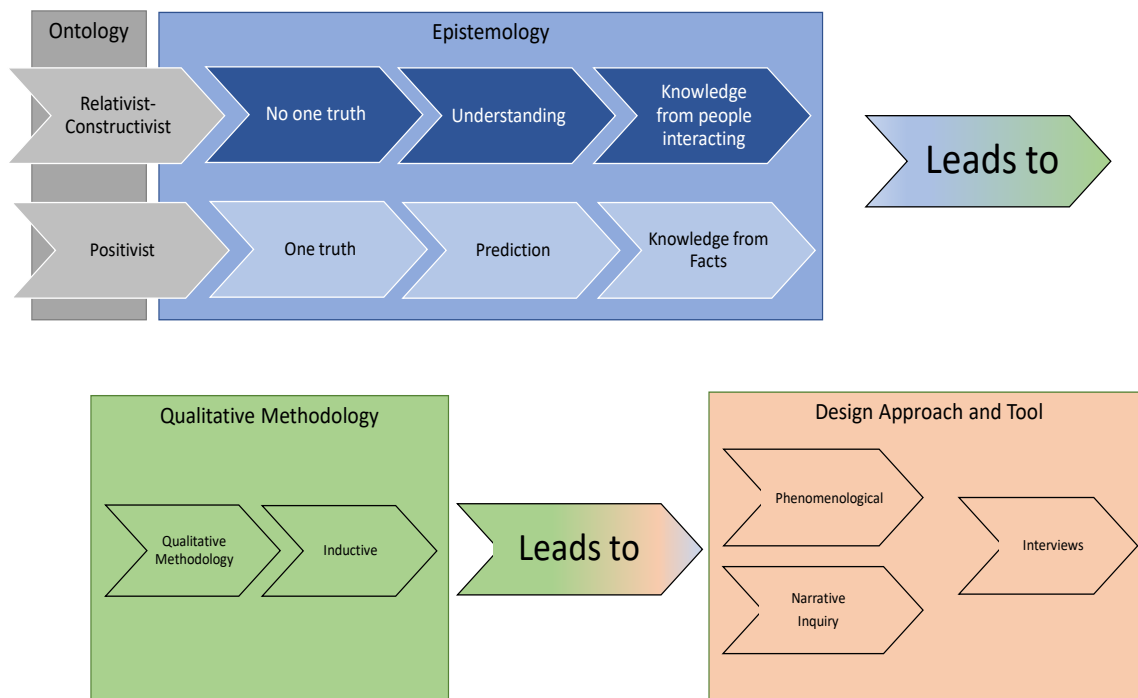 Ontology
Epistemology
Relativist-
Constructivist
No one truth
Understanding
Knowledge
from people
interacting
Leads to
Positivist
One truth
Prediction
Knowledge from
Facts
Qualitative Methodology
Design Approach and Tool
Qualitative
Methodology
Inductive
Leads to
Phenomenological
Interviews
Narrative
Inquiry